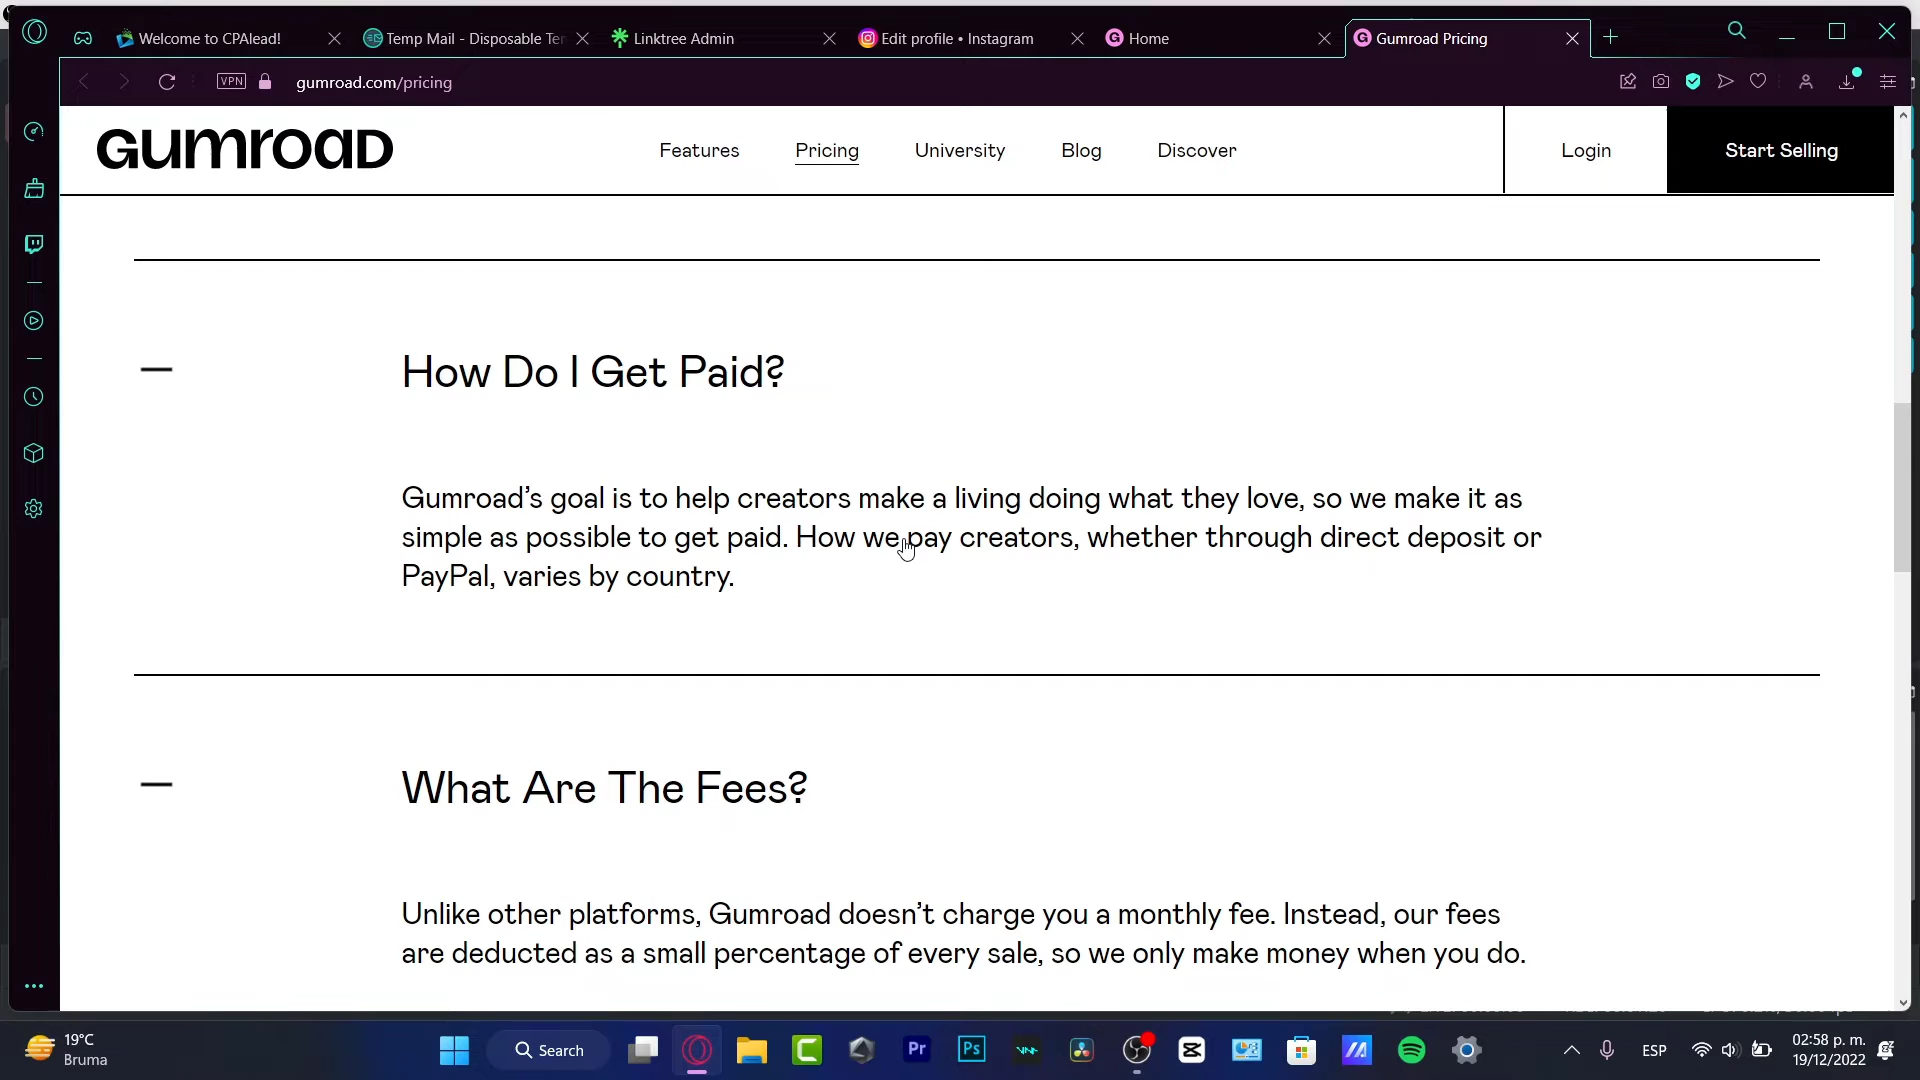 Welcome to CPAlead!
Temp Mail - Disposable Ter
Linktree Admin
Edit profile • Instagram
Home
Gumroad Pricing
VPN
gumroad.com/pricing
GUMROAD
Features
Pricing
University
Blog
Discover
Login
Start Selling
How Do I Get Paid?
Gumroad’s goal is to help creators make a living doing what they love, so we make it as
simple as possible to get paid. How we pay creators, whether through direct deposit or
PayPal, varies by country.
What Are The Fees?
Unlike other platforms, Gumroad doesn’t charge you a monthly fee. Instead, our fees
are deducted as a small percentage of every sale, so we only make money when you do.
19°C
Bruma
Search
Pr
Ps
ESP
02:58 p. m.
19/12/2022